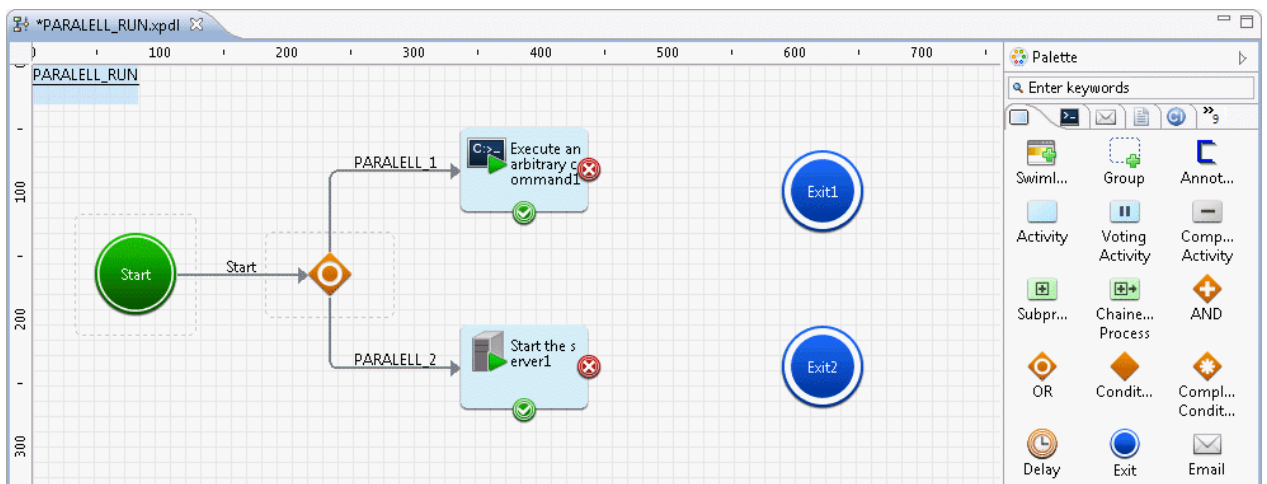 *PARALELL_RUN.xpdl
0 100 200 300 400 500 600 700
PARALELL_RUN
0
100
200
300
Start
Start
PARALELL_1
PARALELL_2
C:>_ Execute an
arbitrary c
ommand1
Start the s
erver1
Exit1
Exit2
Palette
Enter keywords
»9
Swiml...
Group
Annot...
Activity
Voting
Activity
Comp...
Activity
Subpr...
Chaine...
Process
AND
OR
Condit...
Compl...
Condit...
Delay
Exit
Email